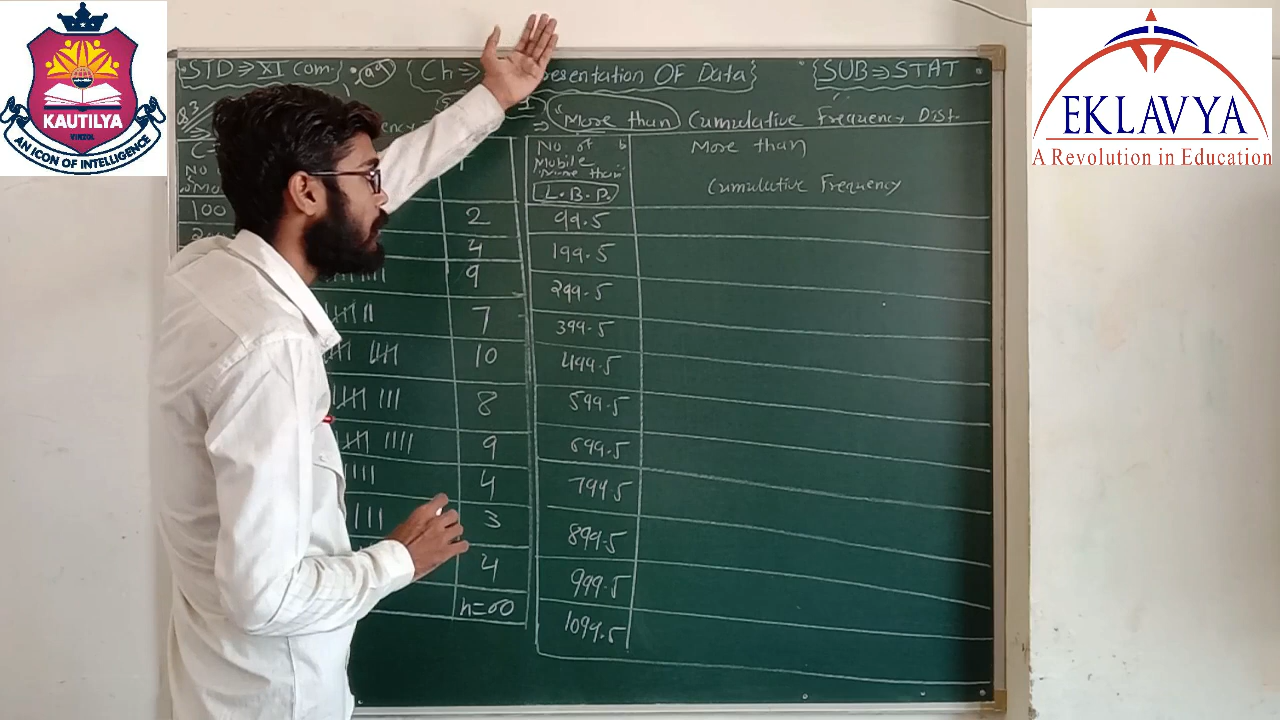 KAUTILYA
VINZOL
AN ICON OF INTELLIGENCE
EKLAVYA
A Revolution in Education
STD ⇒ XI Com.
Ch ⇒ esentation OF Data
SUB ⇒ STAT
⇒ "More than Cumulative Frequency Dist-
No of
Mobile
"More than"
L.B.P.
More than
Cumulative Frequency
No
100
2 99.5
4 199.5
9 299.5
7 399.5
10 499.5
8 599.5
9 699.5
4 799.5
3 899.5
4 999.5
n=60 1099.5